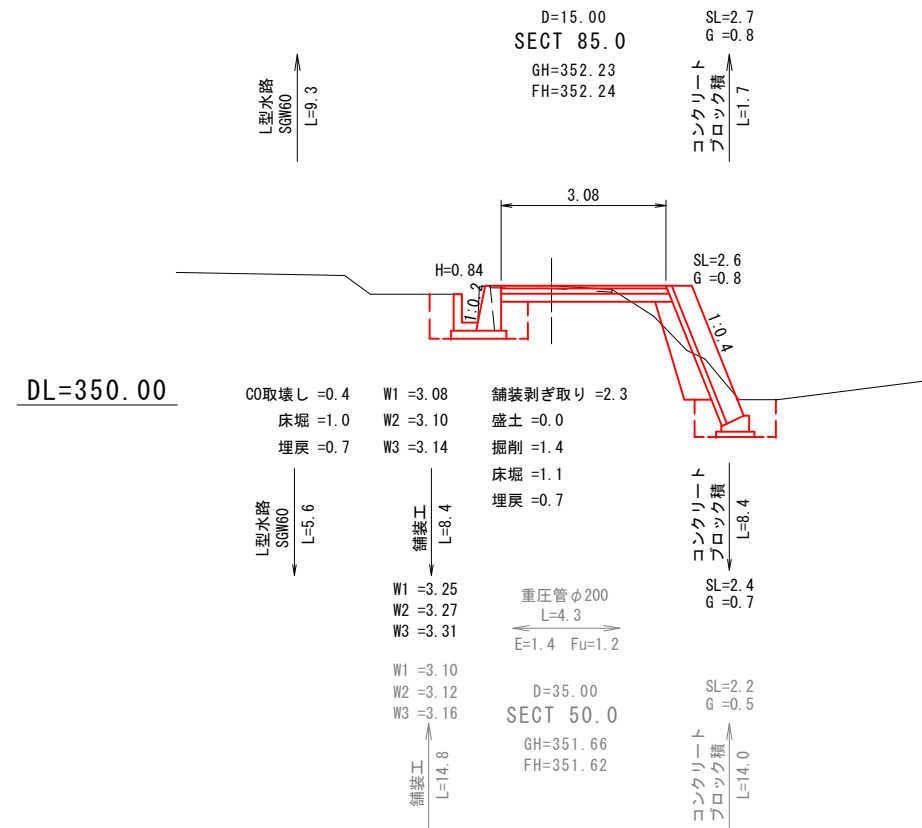 D=15.00
SECT 85.0
GH=352.23
FH=352.24
SL=2.7
G =0.8
L型水路
SGW60
L=9.3
コンクリート
ブロック積
L=1.7
3.08
H=0.84
1:0.2
SL=2.6
G =0.8
1:0.4
DL=350.00
CO取壊し =0.4
床堀 =1.0
埋戻 =0.7
W1 =3.08
W2 =3.10
W3 =3.14
舗装剥ぎ取り =2.3
盛土 =0.0
掘削 =1.4
床堀 =1.1
埋戻 =0.7
L型水路
SGW60
L=5.6
舗装工
L=8.4
コンクリート
ブロック積
L=8.4
W1 =3.25
W2 =3.27
W3 =3.31
重圧管φ200
L=4.3
E=1.4 Fu=1.2
SL=2.4
G =0.7
W1 =3.10
W2 =3.12
W3 =3.16
D=35.00
SECT 50.0
GH=351.66
FH=351.62
SL=2.2
G =0.5
舗装工
L=14.8
コンクリート
ブロック積
L=14.0